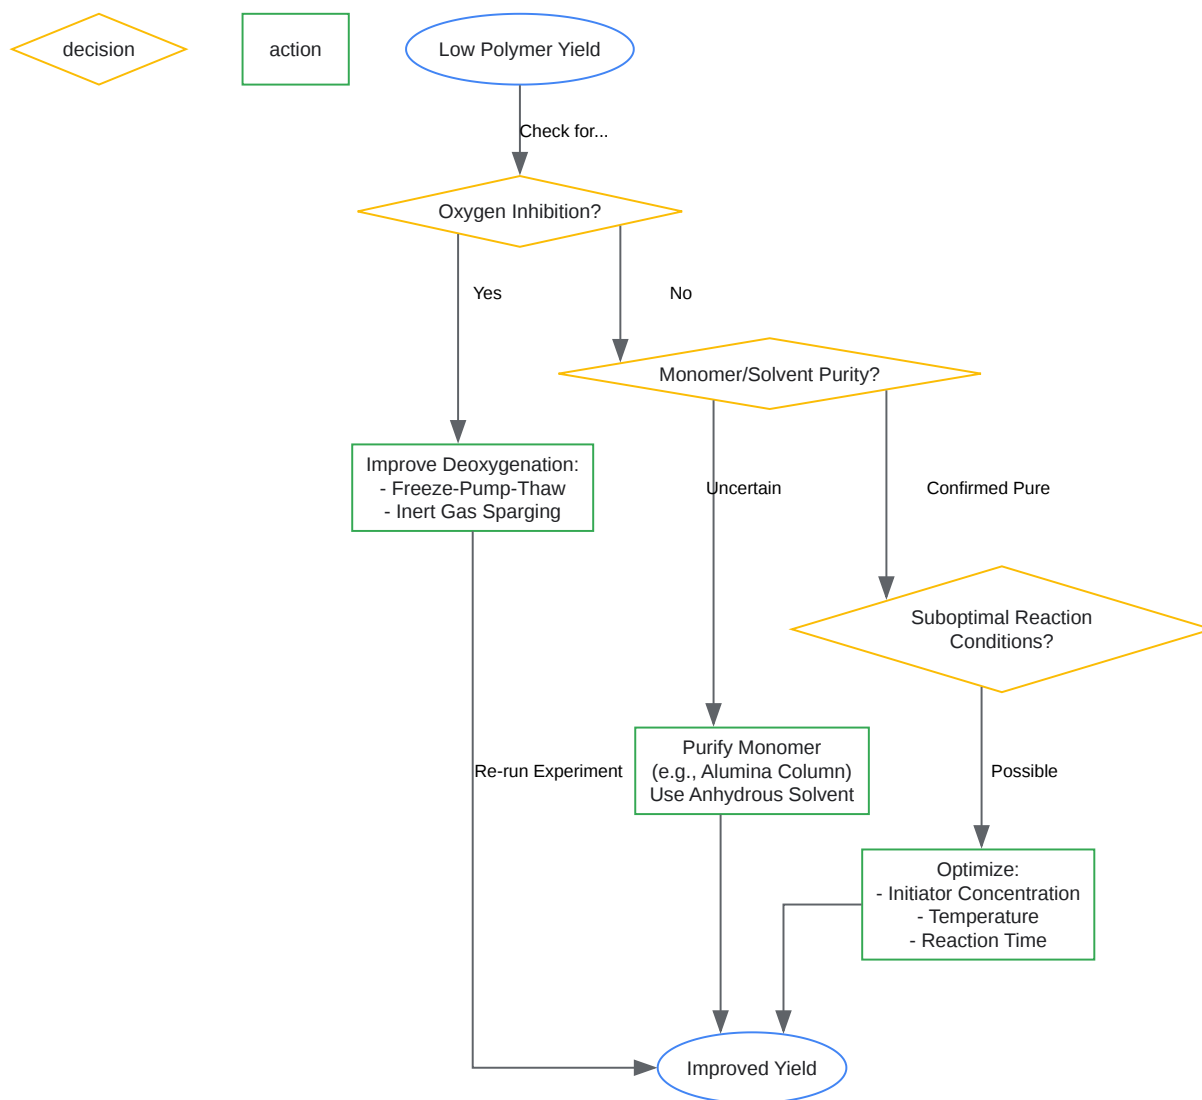 decision
action
Low Polymer Yield
Check for...
Oxygen Inhibition?
Yes
No
Monomer/Solvent Purity?
Improve Deoxygenation:
- Freeze-Pump-Thaw
- Inert Gas Sparging
Uncertain
Confirmed Pure
Suboptimal Reaction
Conditions?
Purify Monomer
(e.g., Alumina Column)
Use Anhydrous Solvent
Re-run Experiment
Possible
Optimize:
- Initiator Concentration
- Temperature
- Reaction Time
Improved Yield